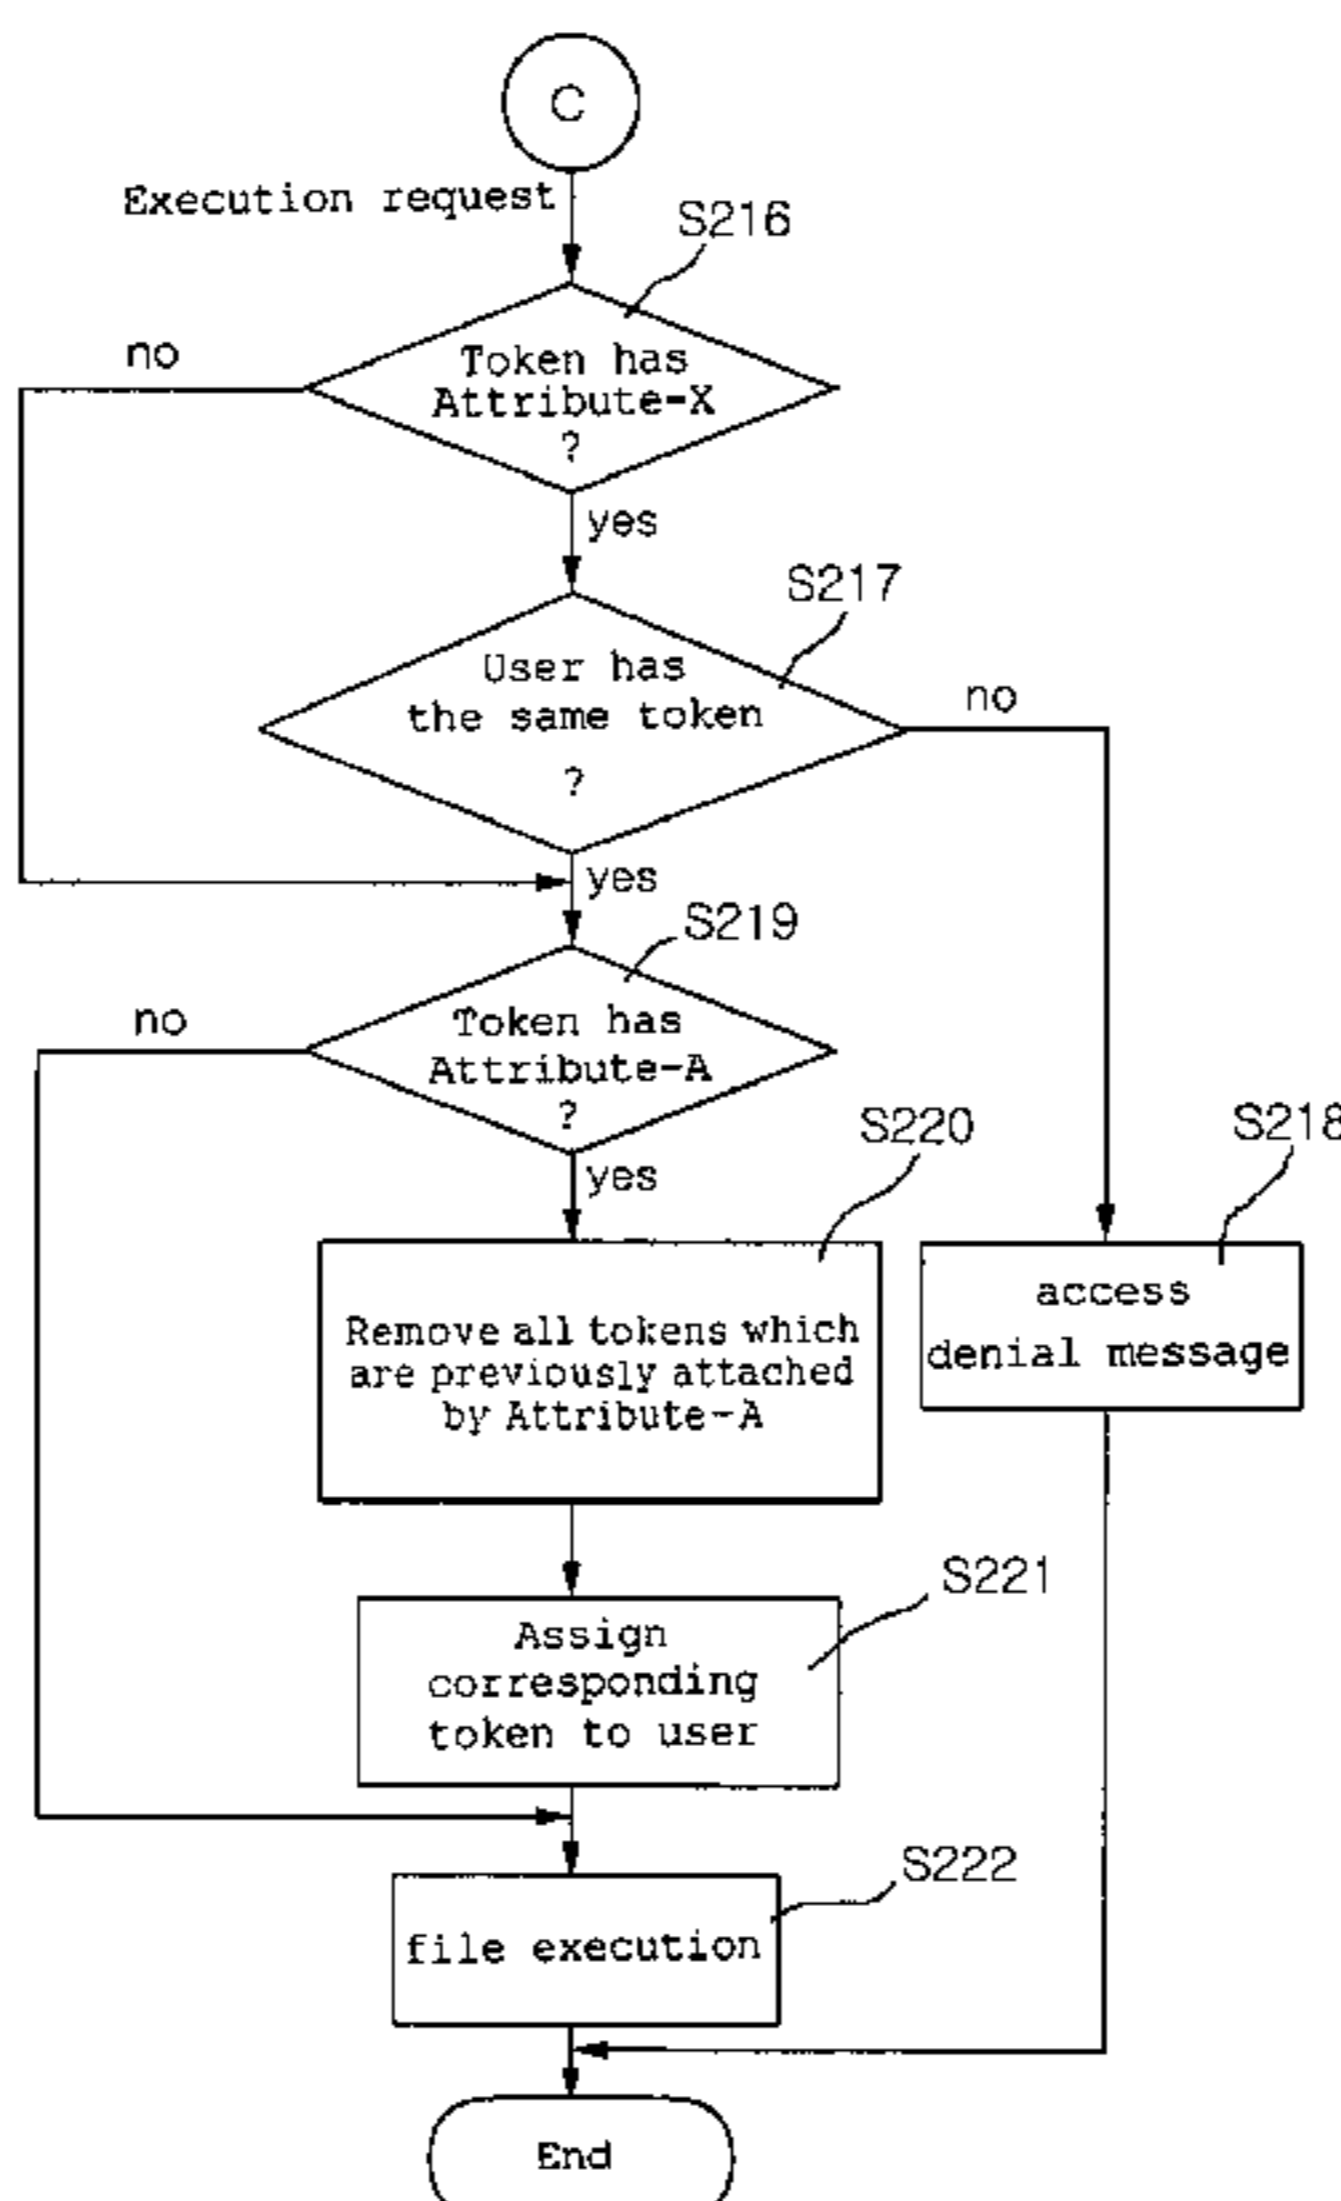 C
Execution request
S216
no
Token has
Attribute-X
?
yes
S217
User has
the same token
?
no
yes
S219
no
Token has
Attribute-A
?
yes
S220
S218
Remove all tokens which
are previously attached
by Attribute-A
access
denial message
S221
Assign
corresponding
token to user
S222
file execution
End